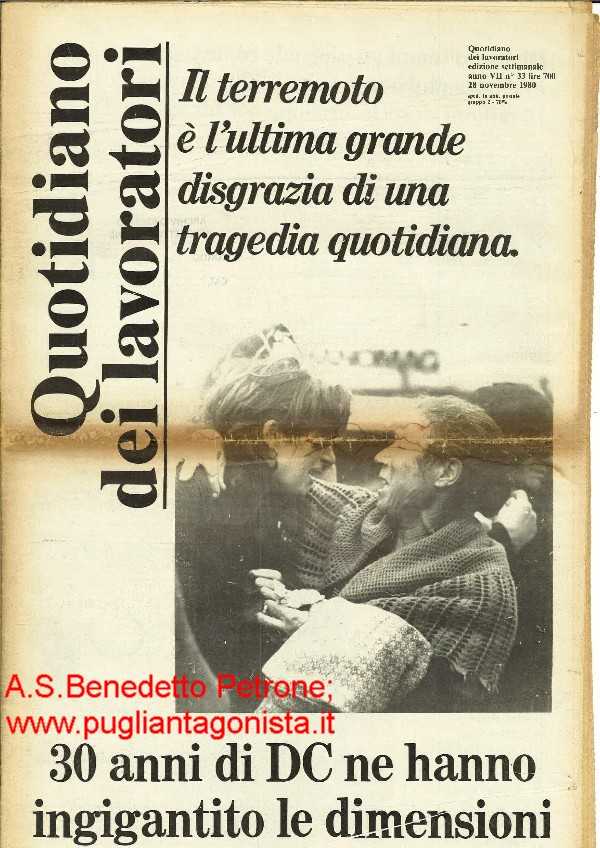 Quotidiano
dei lavoratori
Il terremoto
è l'ultima grande
disgrazia di una
tragedia quotidiana.
Quotidiano
dei lavoratori
edizione settimanale
anno VII n° 33 lire 700
28 novembre 1980
sped. in abb. postale
gruppo 2 - 70%
ANOMAG
A.S.Benedetto Petrone;
www.pugliantagonista.it
30 anni di DC ne hanno
ingigantito le dimensioni